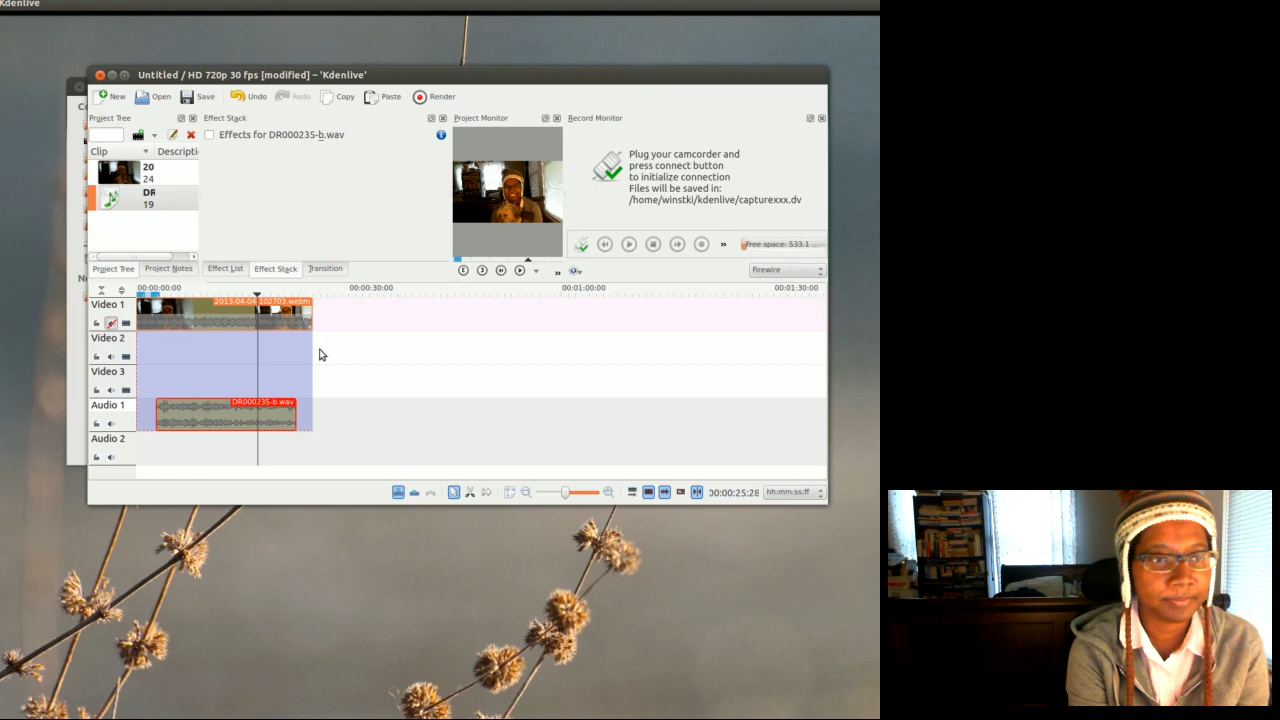 Kdenlive
Untitled / HD 720p 30 fps [modified] – 'Kdenlive'
New Open Save Undo Redo Copy Paste Render
Project Tree Effect Stack Project Monitor Record Monitor
Effects for DR000235-b.wav
Clip Descripti
20
24
DR
19
Plug your camcorder and
press connect button
to initialize connection
Files will be saved in:
/home/winstki/kdenlive/capturexxx.dv
Free space: 533.1 ...
Project Tree Project Notes Effect List Effect Stack Transition Firewire
00:00:00:00 00:00:30:00 00:01:00:00 00:01:30:00
Video 1
2013-04-04 102703.webm
Video 2
Video 3
Audio 1
DR000235-b.wav
Audio 2
00:00:25:28 hh:mm:ss:ff